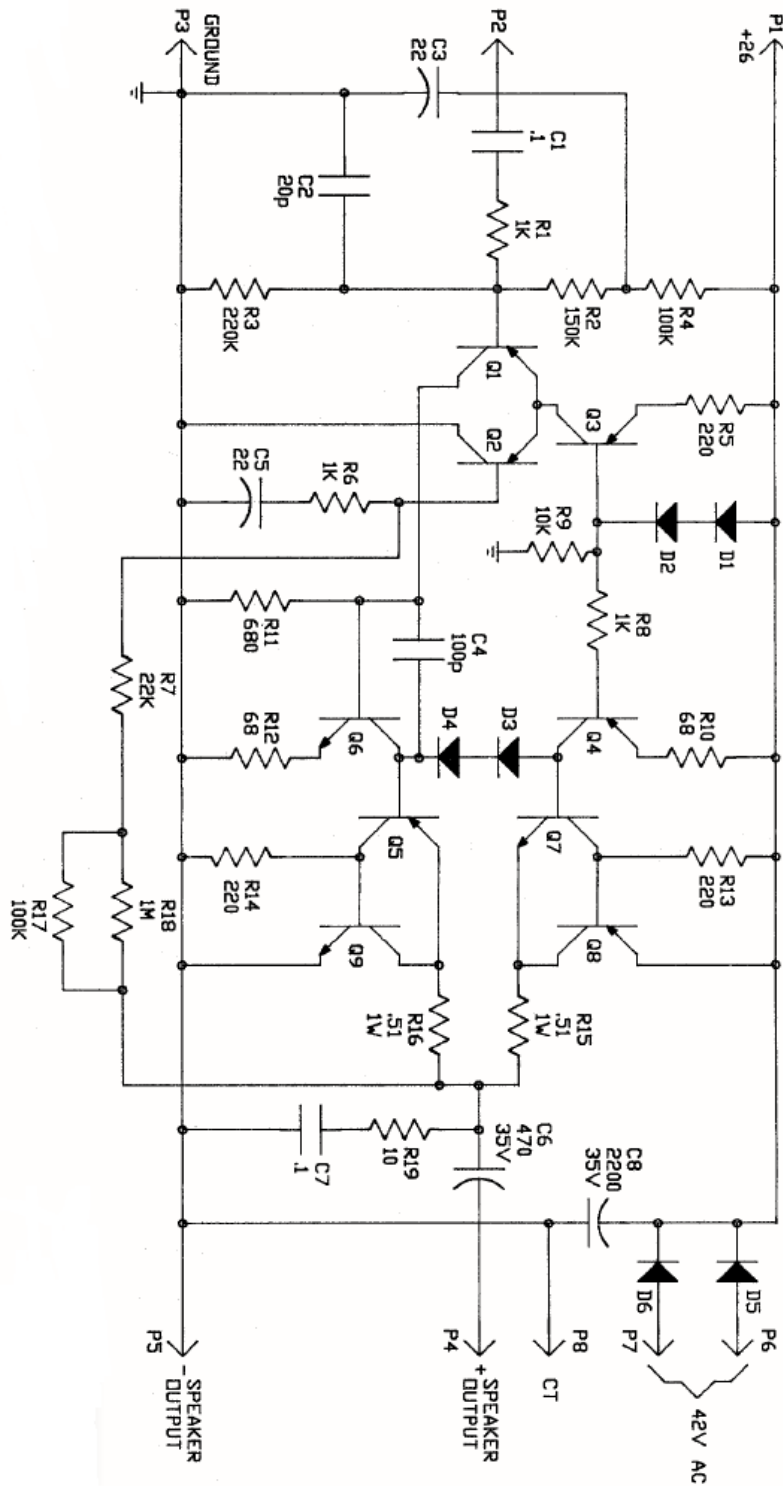 P1
+26
P2
P3
GROUND
C3
22
C1
.1
C2
20p
R1
1K
R3
220K
R2
150K
R4
100K
Q1
Q2
Q3
R5
220
C5
22
R6
1K
R9
10K
D2
D1
R8
1K
R7
22K
R11
680
C4
100p
R12
68
Q6
D4
D3
Q4
R10
68
Q5
Q7
R14
220
R13
220
R17
100K
R18
1M
Q9
Q8
R16
.51
1W
R15
.51
1W
C7
.1
R19
10
C6
470
35V
C8
2200
35V
D6
D5
P5
- SPEAKER
OUTPUT
P4
+ SPEAKER
OUTPUT
P8
CT
P7
P6
42V AC